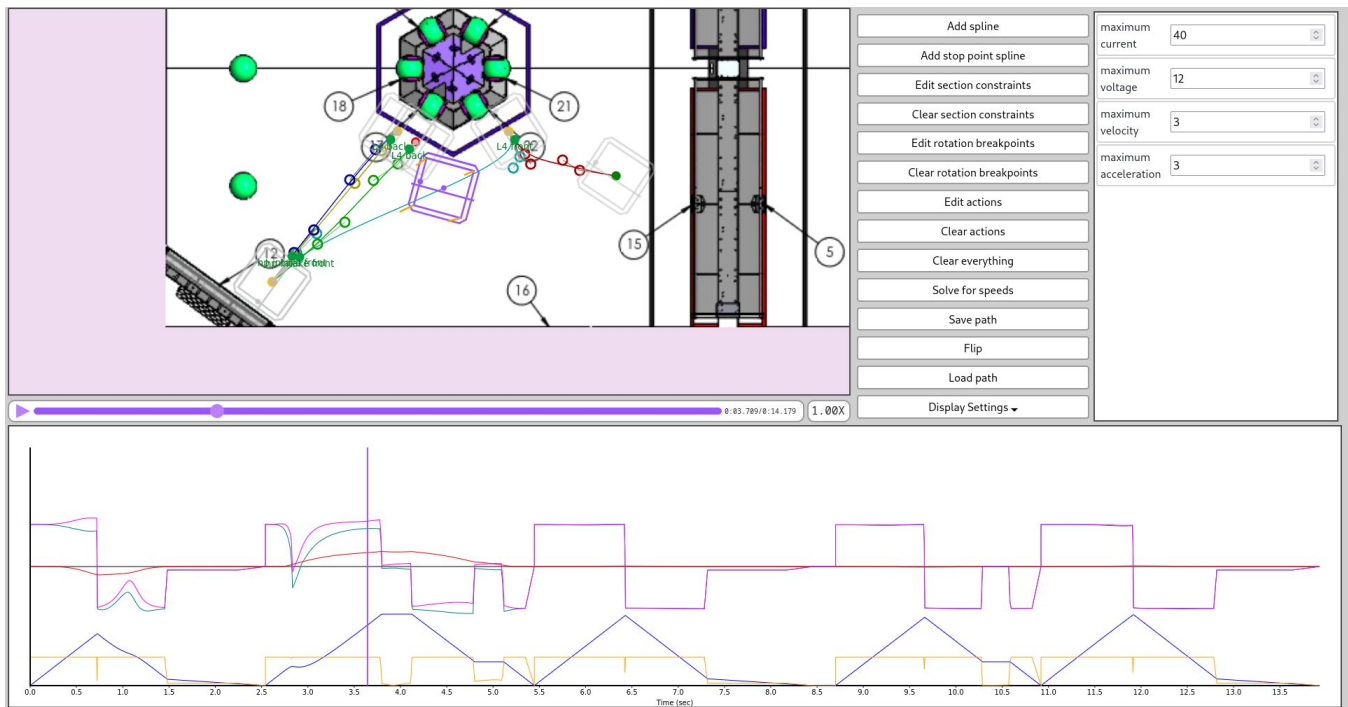 18
21
17
22
L4 back
L4 front
12
15
5
16
Add spline
Add stop point spline
Edit section constraints
Clear section constraints
Edit rotation breakpoints
Clear rotation breakpoints
Edit actions
Clear actions
Clear everything
Solve for speeds
Save path
Flip
Load path
Display Settings
maximum
current
40
maximum
voltage
12
maximum
velocity
3
maximum
acceleration
3
0:03.709/0:14.179
1.00X
0.0 0.5 1.0 1.5 2.0 2.5 3.0 3.5 4.0 4.5 5.0 5.5 6.0 6.5 7.0 7.5 8.0 8.5 9.0 9.5 10.0 10.5 11.0 11.5 12.0 12.5 13.0 13.5
Time (sec)